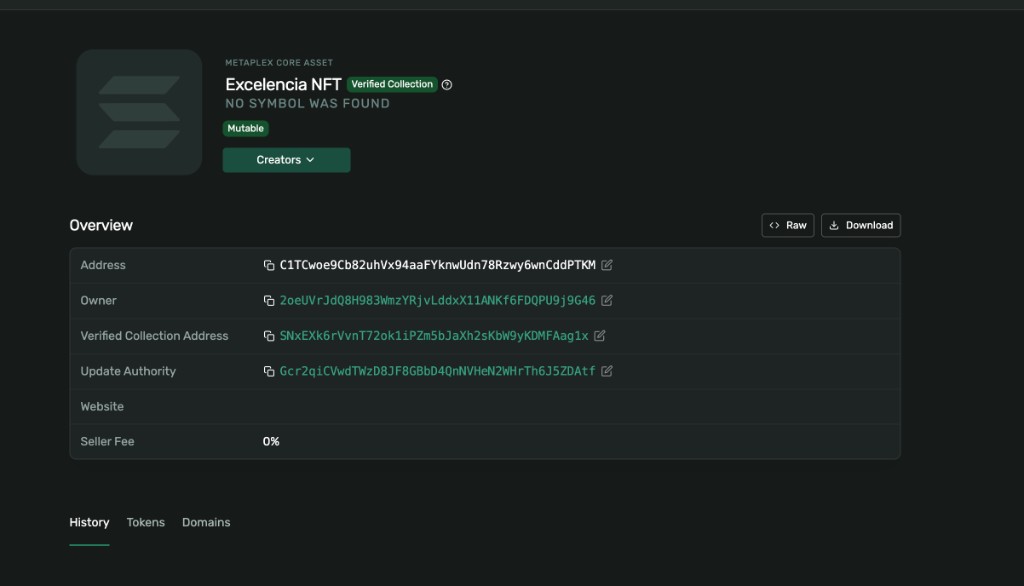 METAPLEX CORE ASSET
Excelencia NFT Verified Collection ?
NO SYMBOL WAS FOUND
Mutable
Creators
Overview
<> Raw Download
Address C1TCwoe9Cb82uhVx94aaFYknwUdn78Rzwy6wnCddPTKM
Owner 2oeUVrJdQ8H983WmzYRjvLddxX11ANKf6FDQPU9j9G46
Verified Collection Address SNxEXk6rVvnT72ok1iPZm5bJaXh2sKbW9yKDMFAag1x
Update Authority Gcr2qiCVwdTWzD8JF8GBbD4QnNVHeN2WHrTh6J5ZDAtf
Website
Seller Fee 0%
History Tokens Domains